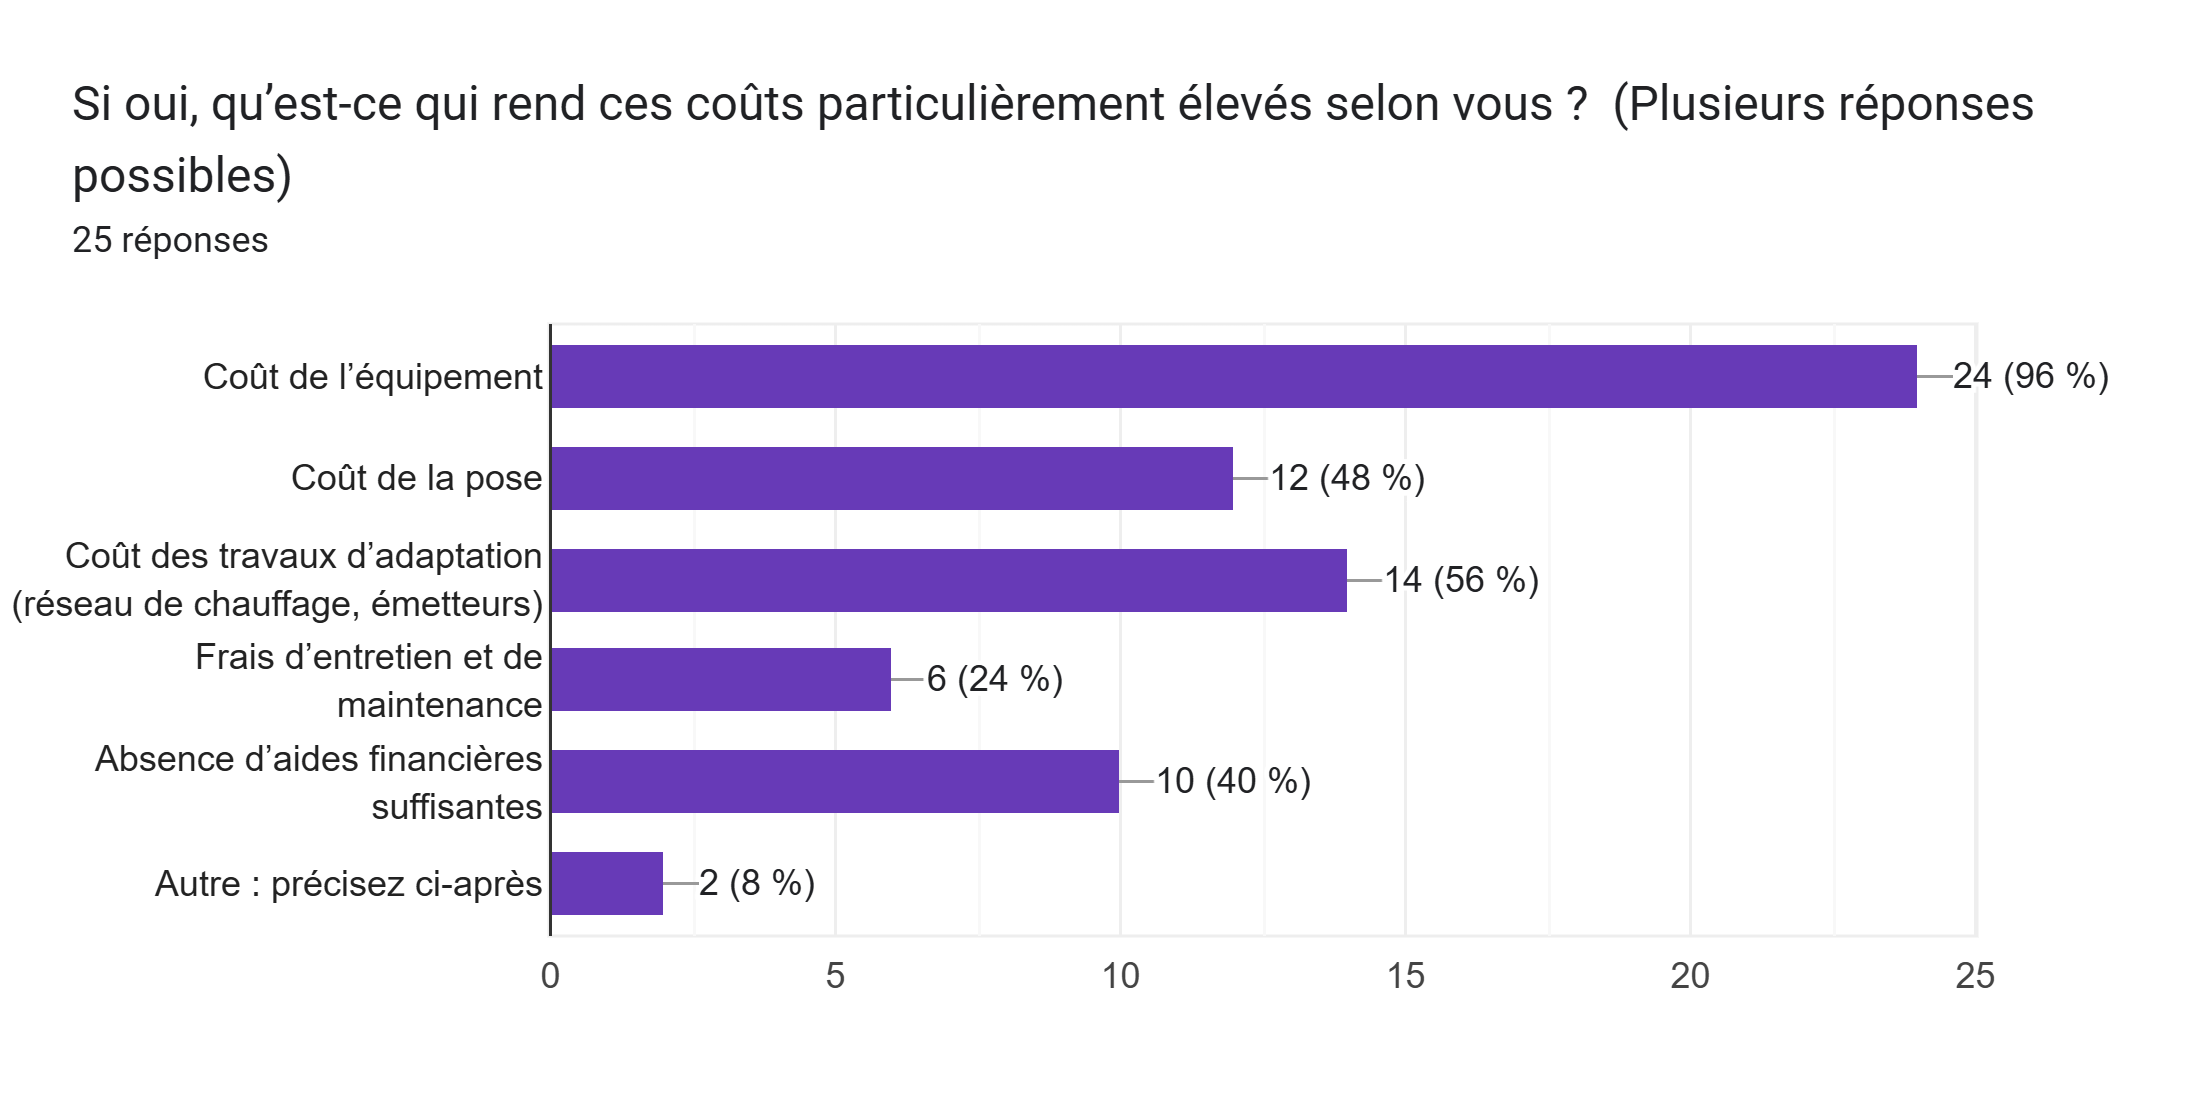 Si oui, qu’est-ce qui rend ces coûts particulièrement élevés selon vous ?  (Plusieurs réponses
possibles)
25 réponses
Coût de l’équipement
24 (96 %)
Coût de la pose
12 (48 %)
Coût des travaux d’adaptation
(réseau de chauffage, émetteurs)
14 (56 %)
Frais d’entretien et de
maintenance
6 (24 %)
Absence d’aides financières
suffisantes
10 (40 %)
Autre : précisez ci-après
2 (8 %)
0 5 10 15 20 25